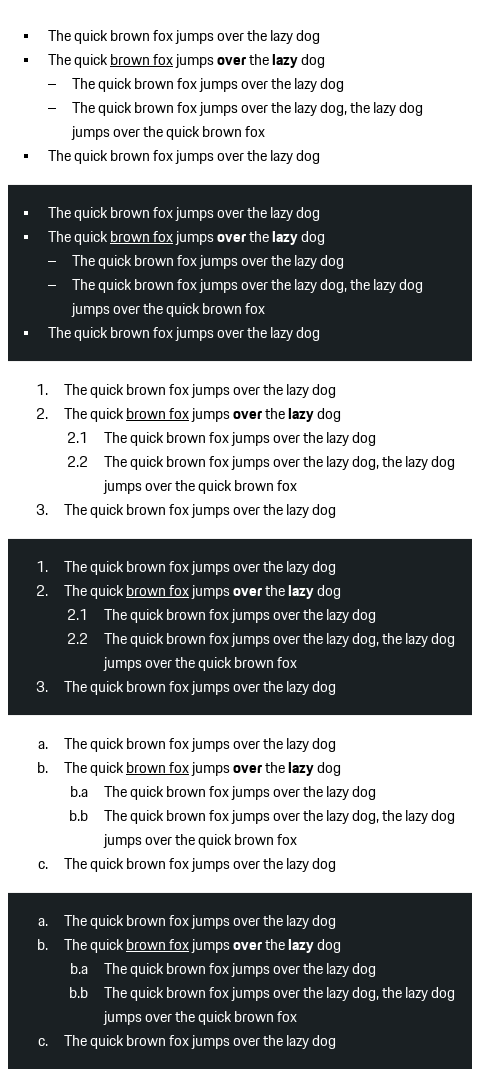 ▪ The quick brown fox jumps over the lazy dog
▪ The quick brown fox jumps over the lazy dog
– The quick brown fox jumps over the lazy dog
– The quick brown fox jumps over the lazy dog, the lazy dog
jumps over the quick brown fox
▪ The quick brown fox jumps over the lazy dog
▪ The quick brown fox jumps over the lazy dog
▪ The quick brown fox jumps over the lazy dog
– The quick brown fox jumps over the lazy dog
– The quick brown fox jumps over the lazy dog, the lazy dog
jumps over the quick brown fox
▪ The quick brown fox jumps over the lazy dog
1. The quick brown fox jumps over the lazy dog
2. The quick brown fox jumps over the lazy dog
2.1 The quick brown fox jumps over the lazy dog
2.2 The quick brown fox jumps over the lazy dog, the lazy dog
jumps over the quick brown fox
3. The quick brown fox jumps over the lazy dog
1. The quick brown fox jumps over the lazy dog
2. The quick brown fox jumps over the lazy dog
2.1 The quick brown fox jumps over the lazy dog
2.2 The quick brown fox jumps over the lazy dog, the lazy dog
jumps over the quick brown fox
3. The quick brown fox jumps over the lazy dog
a. The quick brown fox jumps over the lazy dog
b. The quick brown fox jumps over the lazy dog
b.a The quick brown fox jumps over the lazy dog
b.b The quick brown fox jumps over the lazy dog, the lazy dog
jumps over the quick brown fox
c. The quick brown fox jumps over the lazy dog
a. The quick brown fox jumps over the lazy dog
b. The quick brown fox jumps over the lazy dog
b.a The quick brown fox jumps over the lazy dog
b.b The quick brown fox jumps over the lazy dog, the lazy dog
jumps over the quick brown fox
c. The quick brown fox jumps over the lazy dog